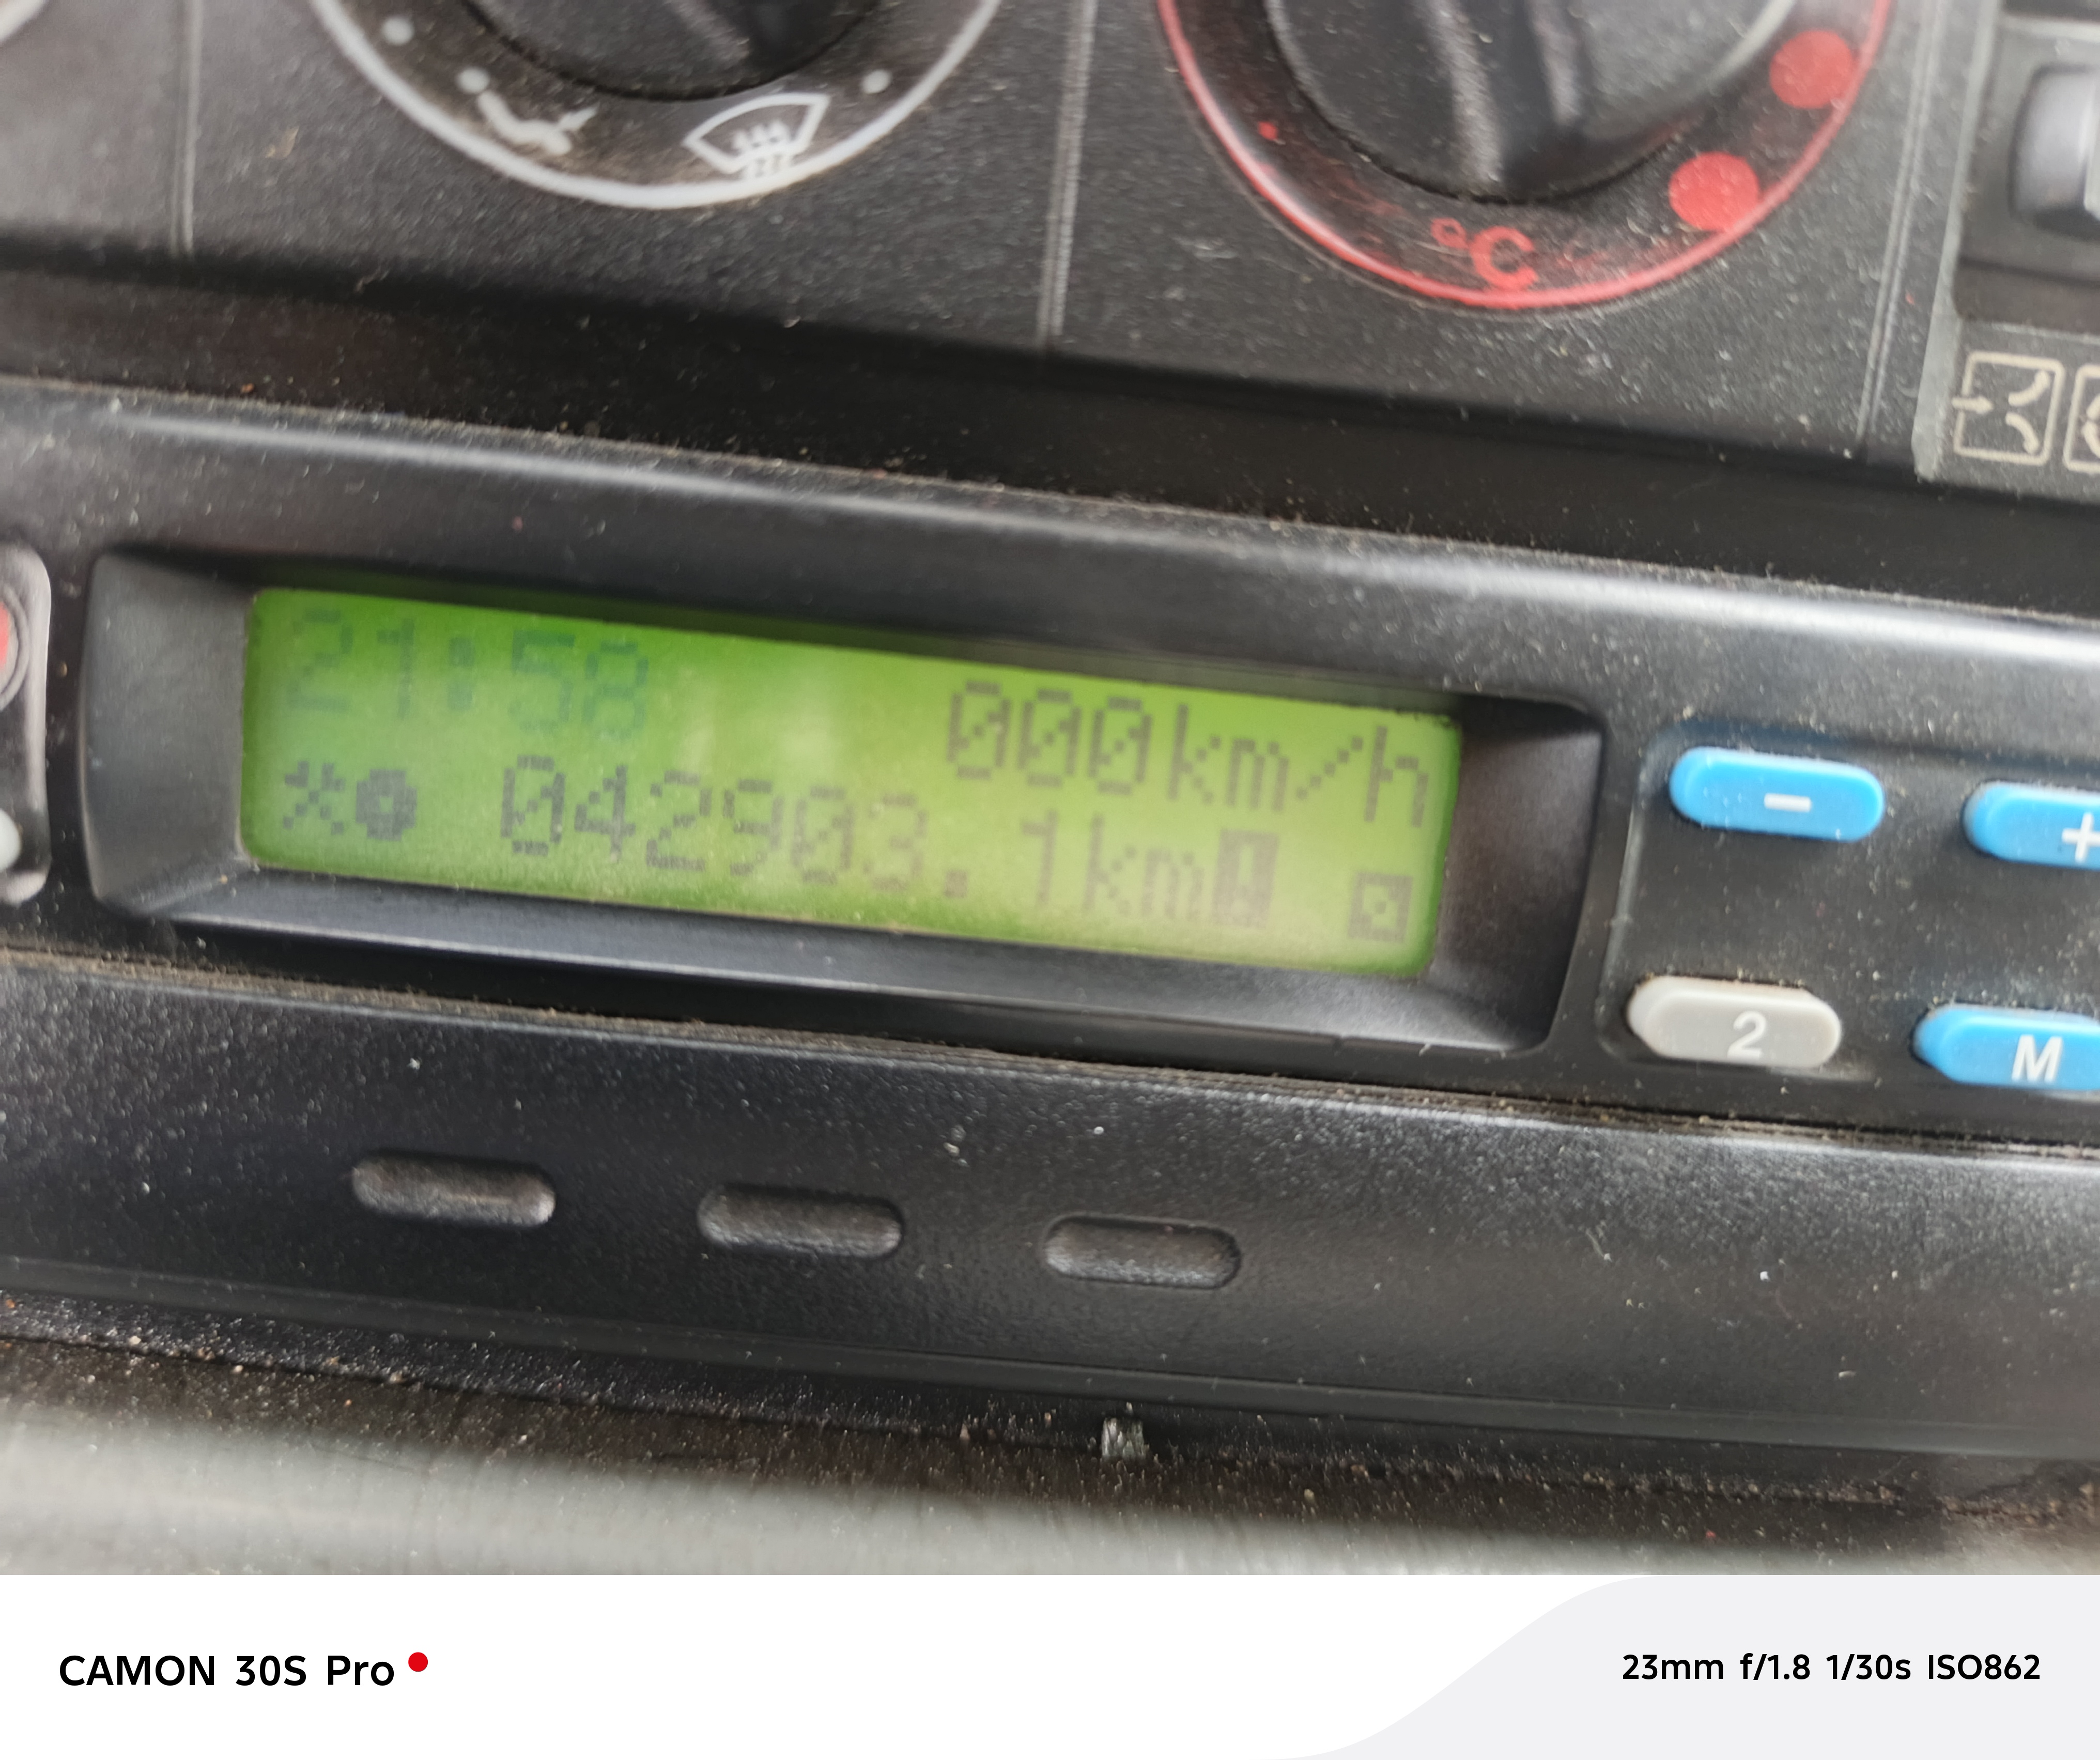 °C
21:58
000km/h
042903.1km
-
+
2
M
CAMON 30S Pro
23mm f/1.8 1/30s ISO862